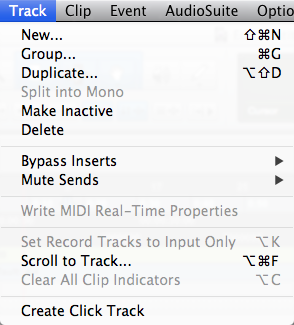 Track Clip Event AudioSuite Optio
New... ⇧⌘N
Group... ⌘G
Duplicate... ⌥⇧D
Split into Mono
Make Inactive
Delete
Bypass Inserts ▶
Mute Sends ▶
Write MIDI Real-Time Properties
Set Record Tracks to Input Only ⌥K
Scroll to Track... ⌥⌘F
Clear All Clip Indicators ⌥C
Create Click Track